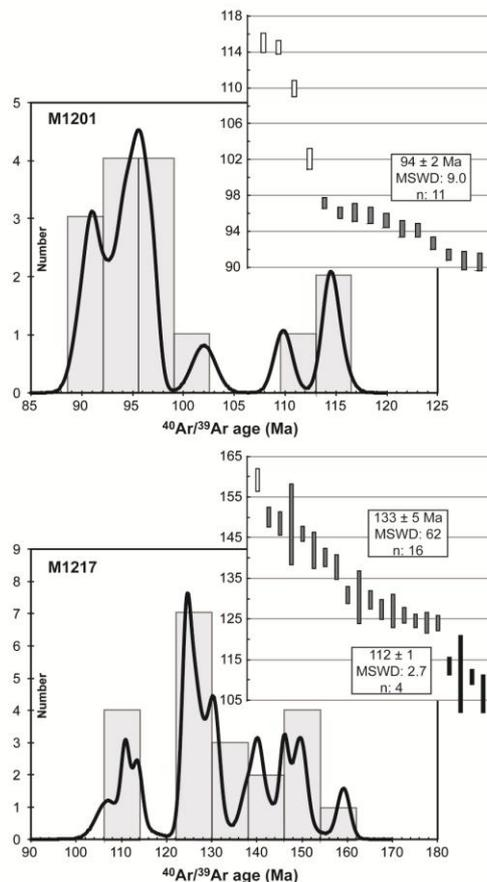 118
114
110
106
102
98
94
90
94 ± 2 Ma
MSWD: 9.0
n: 11
M1201
5
4
3
2
1
0
Number
85 90 95 100 105 110 115 120 125
⁴⁰Ar/³⁹Ar age (Ma)
165
155
145
135
125
115
105
133 ± 5 Ma
MSWD: 62
n: 16
112 ± 1
MSWD: 2.7
n: 4
M1217
9
8
7
6
5
4
3
2
1
0
Number
90 100 110 120 130 140 150 160 170 180
⁴⁰Ar/³⁹Ar age (Ma)